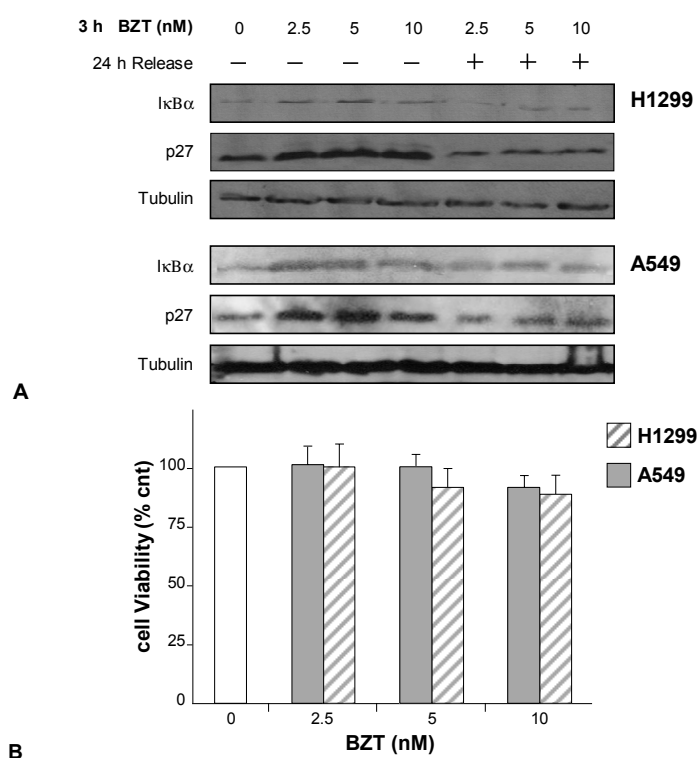 3 h BZT (nM) 0 2.5 5 10 2.5 5 10
24 h Release — — — — + + +
IκBα H1299
p27
Tubulin
IκBα A549
p27
Tubulin
A
cell Viability (% cnt)
100
75
50
25
0
H1299
A549
0 2.5 5 10
BZT (nM)
B